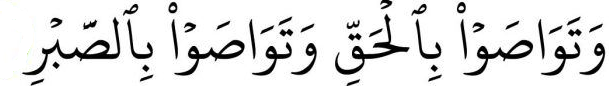 وَتَوَاصَوْا۟ بِٱلْحَقِّ وَتَوَاصَوْا۟ بِٱلصَّبْرِ